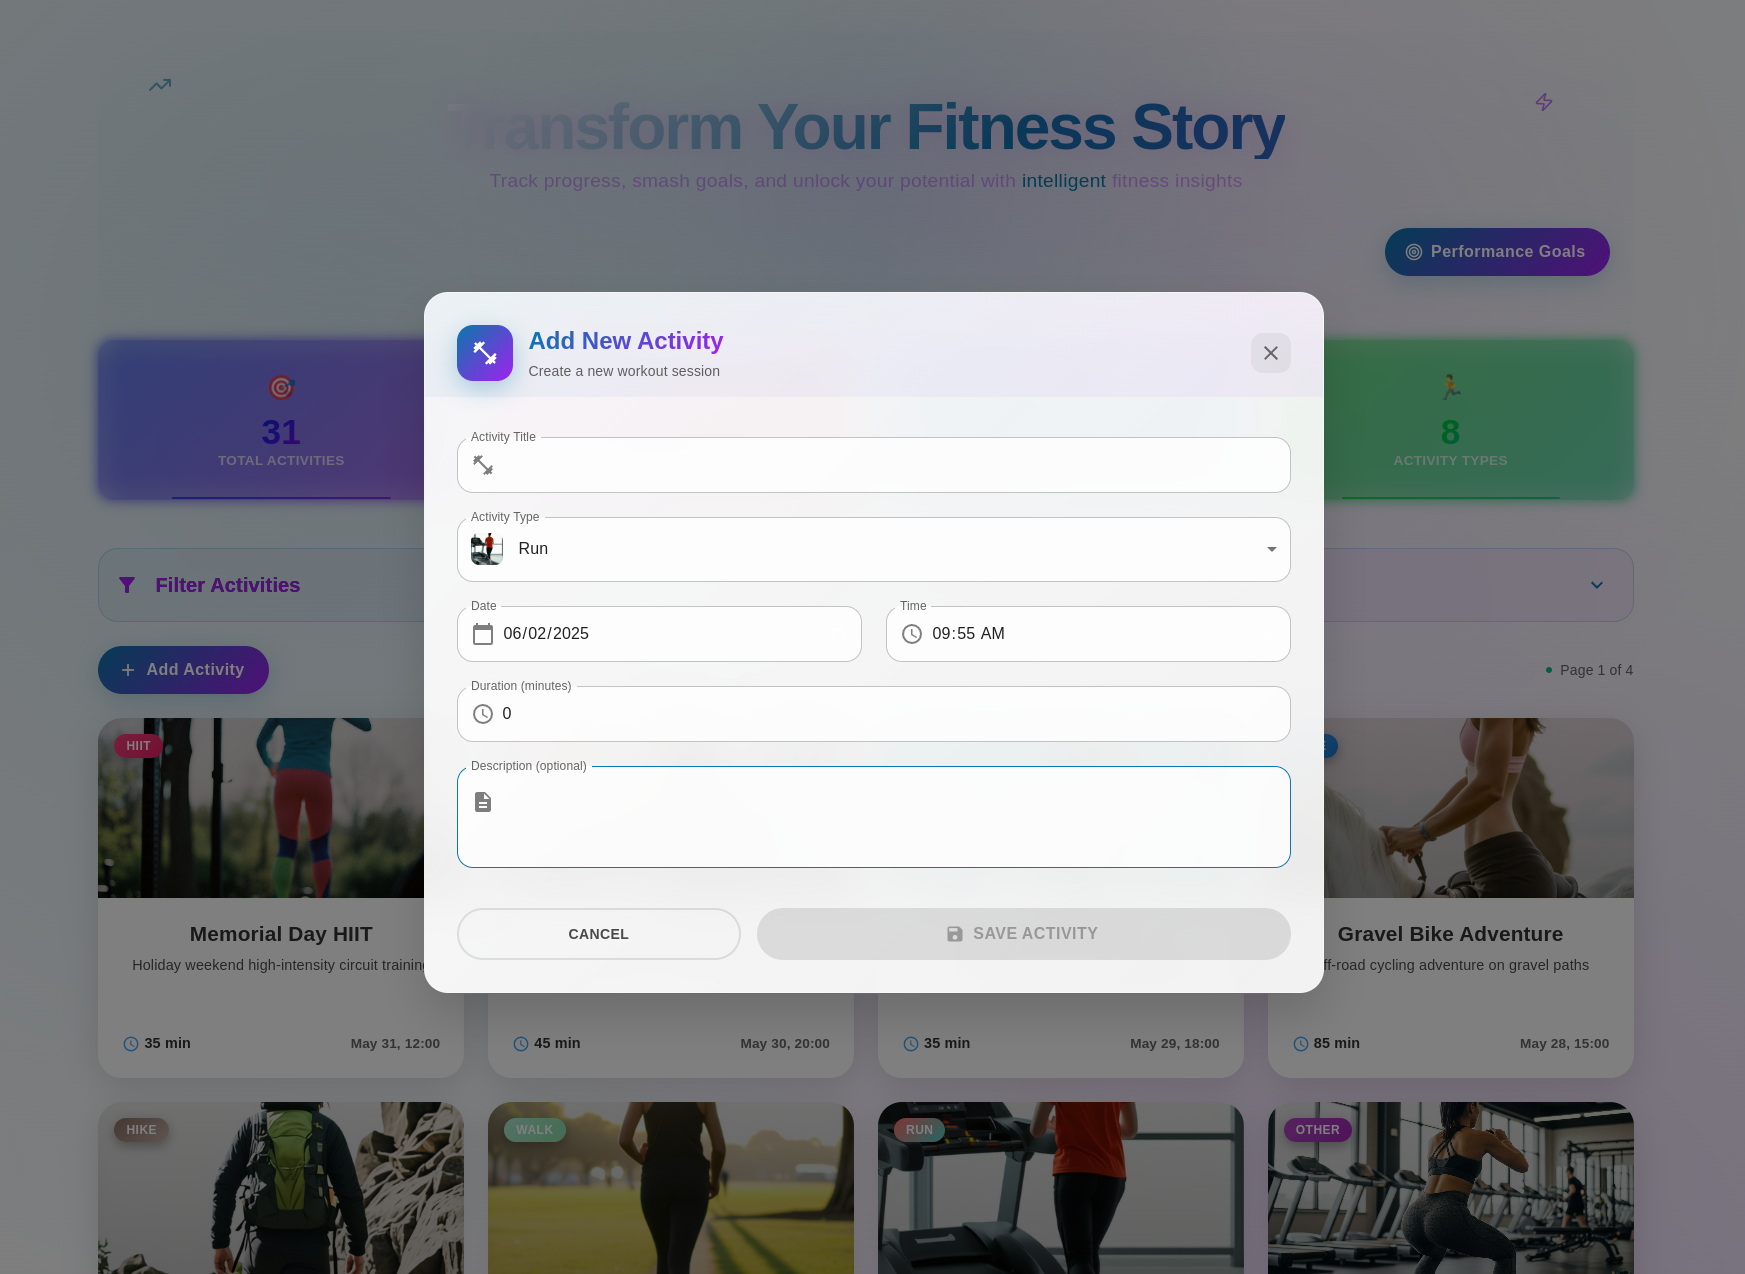 Transform Your Fitness Story
Track progress, smash goals, and unlock your potential with intelligent fitness insights
Performance Goals
31
TOTAL ACTIVITIES
8
ACTIVITY TYPES
Filter Activities
Add Activity
Page 1 of 4
Add New Activity
Create a new workout session
Activity Title
Activity Type
Run
Date
06/02/2025
Time
09:55 AM
Duration (minutes)
0
Description (optional)
CANCEL
SAVE ACTIVITY
HIIT
Memorial Day HIIT
Holiday weekend high-intensity circuit training
35 min
May 31, 12:00
45 min
May 30, 20:00
35 min
May 29, 18:00
Gravel Bike Adventure
cycling adventure on gravel paths
85 min
May 28, 15:00
HIKE
WALK
RUN
OTHER